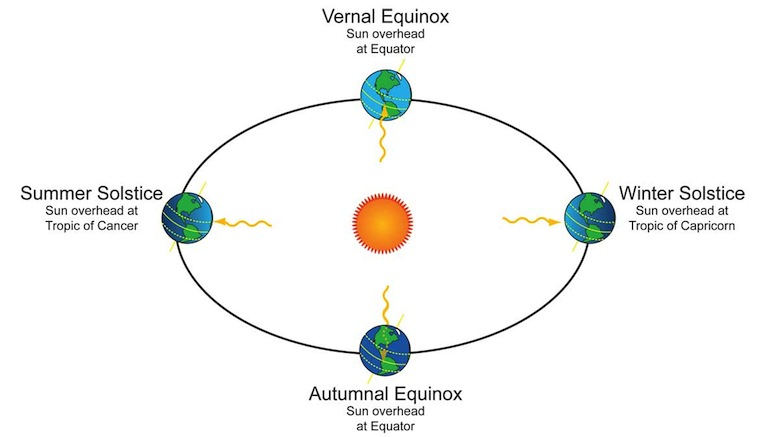 Vernal Equinox
Sun overhead
at Equator
Summer Solstice
Sun overhead at
Tropic of Cancer
Winter Solstice
Sun overhead at
Tropic of Capricorn
Autumnal Equinox
Sun overhead
at Equator